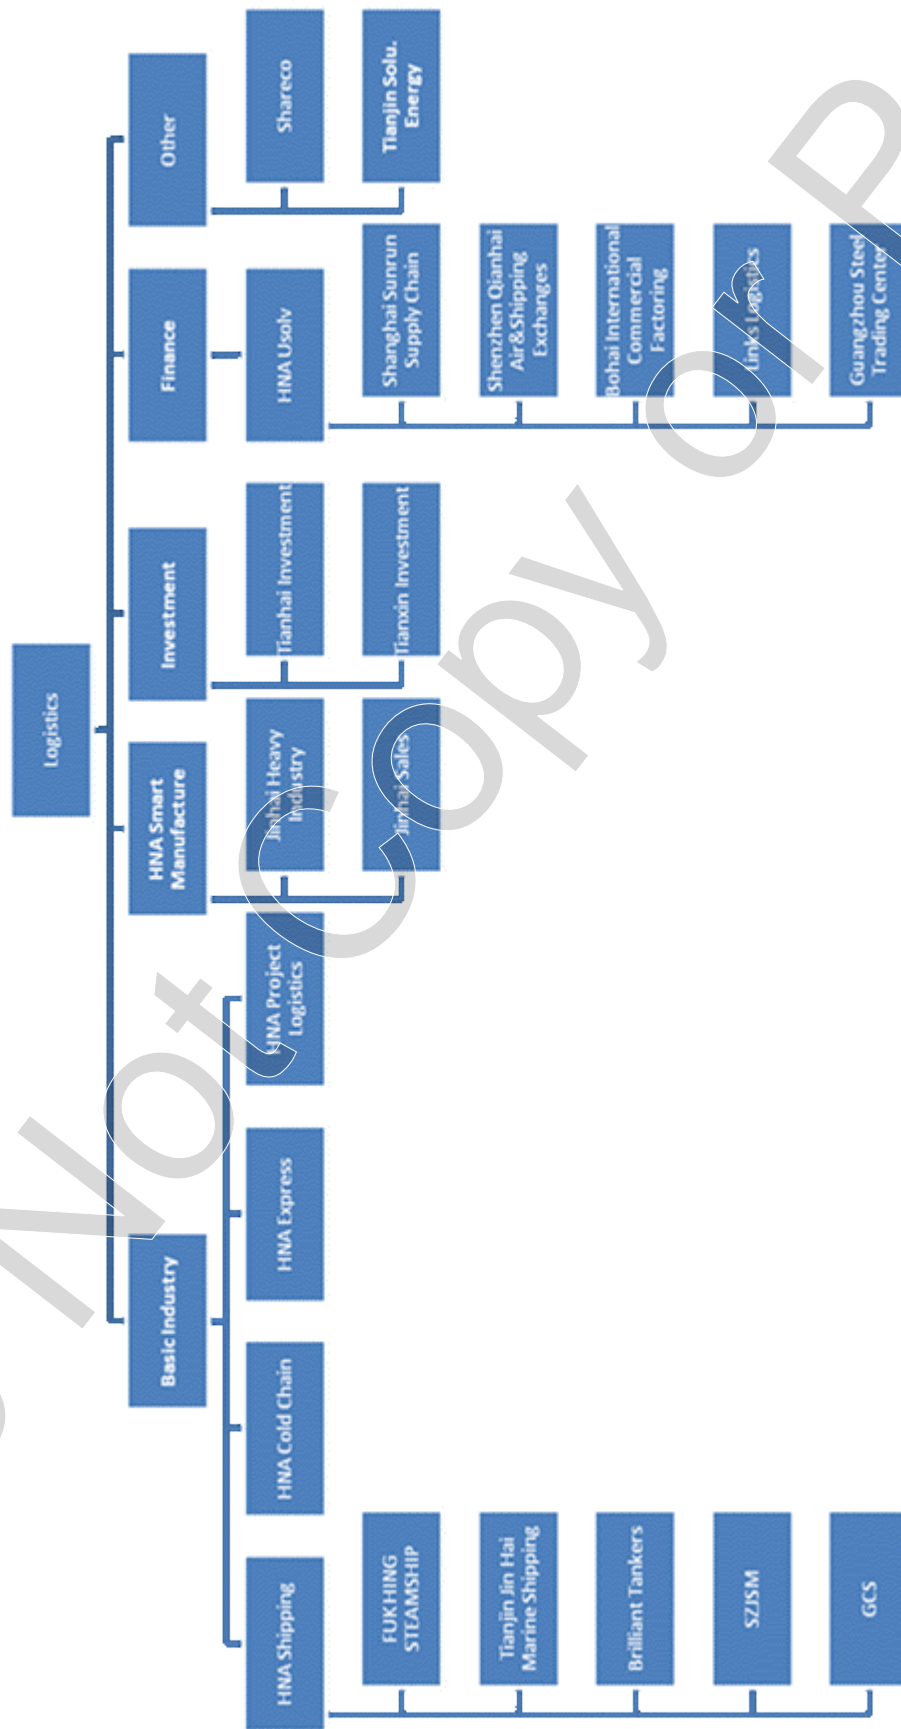 Logistics
Basic Industry
HNA Smart
Manufacture
Investment
Finance
Other
HNA Shipping
HNA Cold Chain
HNA Express
HNA Project
Logistics
Jinhai Heavy
Industry
Tianhai Investment
HNA Usolv
Shareco
FUKHING
STEAMSHIP
Jinhai Sales
Tianxin Investment
Shanghai Sunrun
Supply Chain
Tianjin Solu.
Energy
Tianjin Jin Hai
Marine Shipping
Shenzhen Qianhai
Air&Shipping
Exchanges
Brilliant Tankers
Bohai International
Commercial
Factoring
SZJSM
Links Logistics
GCS
Guangzhou Steel
Trading Center
Not Copy or P